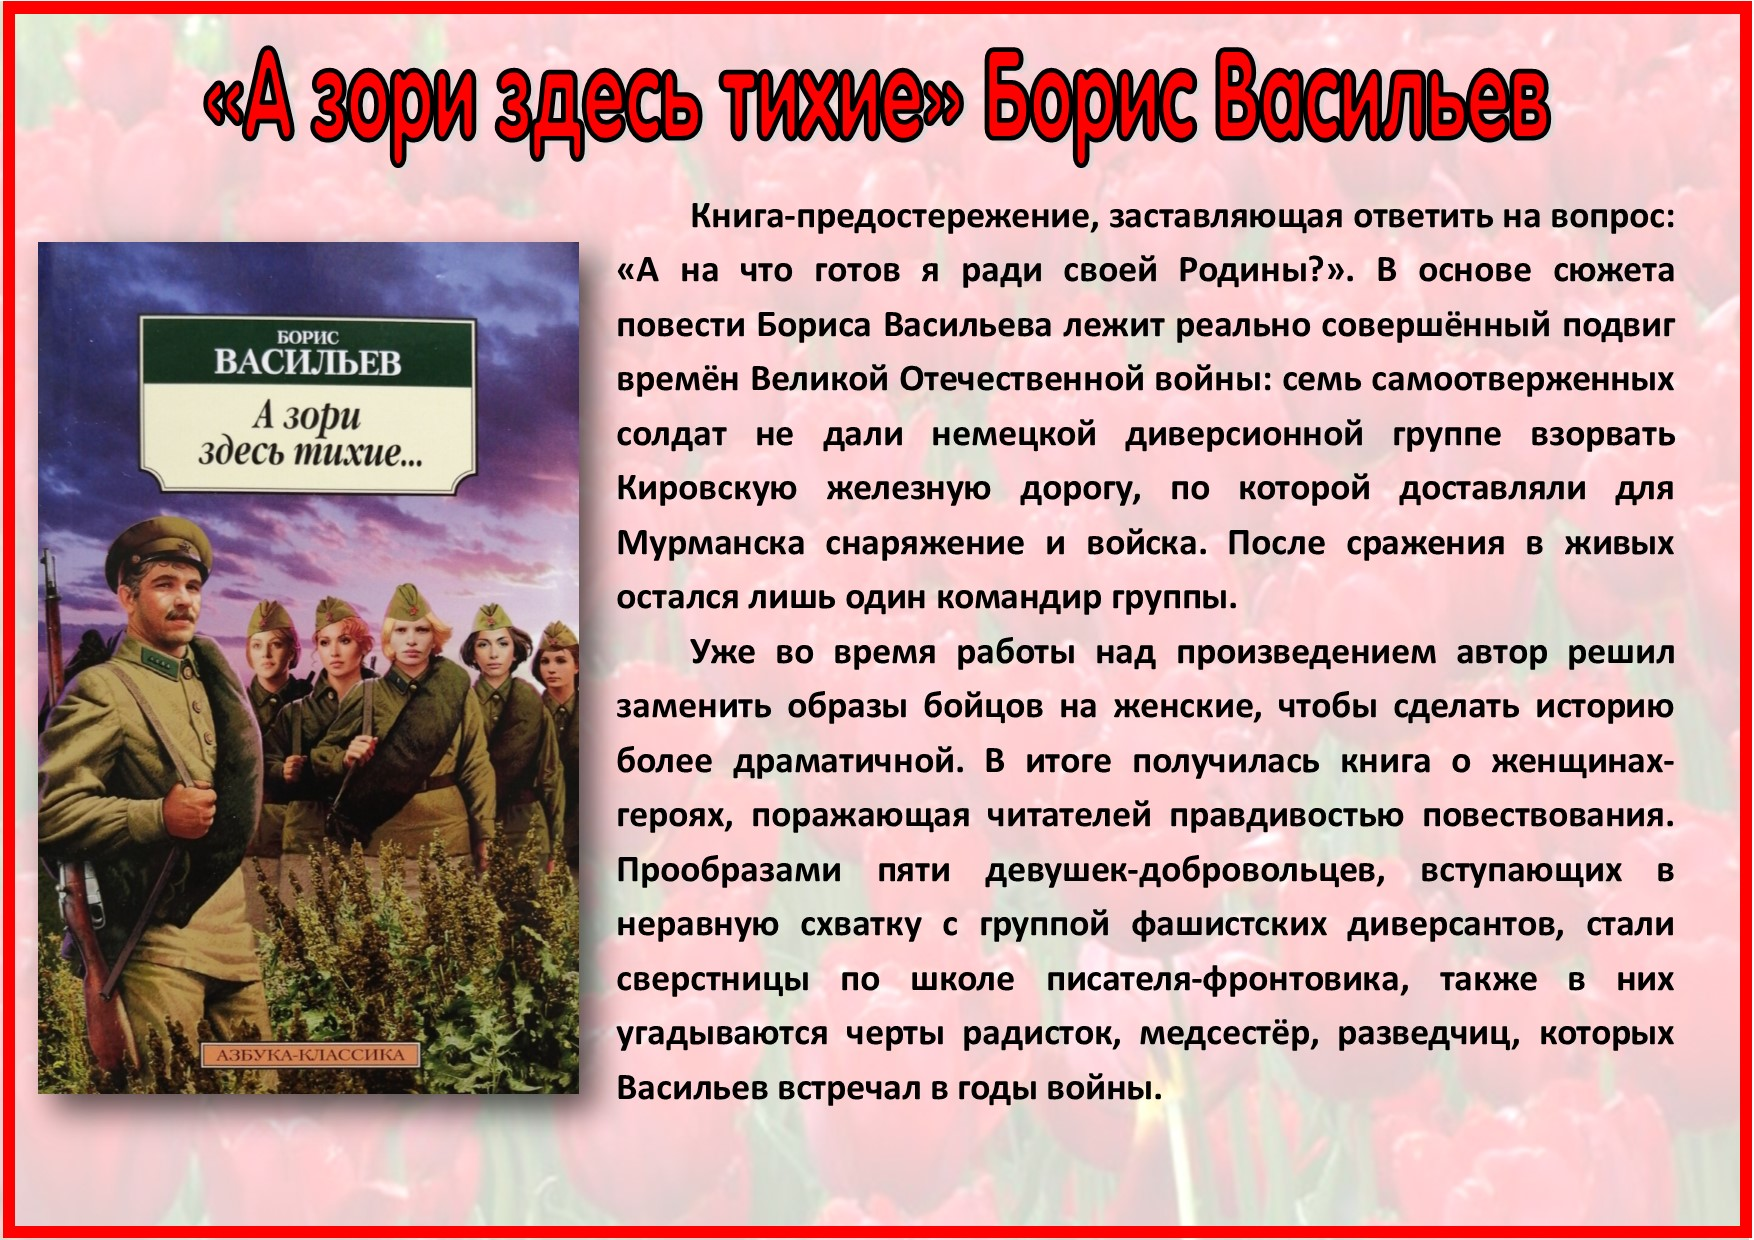 «А зори здесь тихие» Борис Васильев
БОРИС
ВАСИЛЬЕВ
А зори
здесь тихие...
АЗБУКА-КЛАССИКА
Книга-предостережение, заставляющая ответить на вопрос:
«А на что готов я ради своей Родины?». В основе сюжета
повести Бориса Васильева лежит реально совершённый подвиг
времён Великой Отечественной войны: семь самоотверженных
солдат не дали немецкой диверсионной группе взорвать
Кировскую железную дорогу, по которой доставляли для
Мурманска снаряжение и войска. После сражения в живых
остался лишь один командир группы.
Уже во время работы над произведением автор решил
заменить образы бойцов на женские, чтобы сделать историю
более драматичной. В итоге получилась книга о женщинах-
героях, поражающая читателей правдивостью повествования.
Прообразами пяти девушек-добровольцев, вступающих в
неравную схватку с группой фашистских диверсантов, стали
сверстницы по школе писателя-фронтовика, также в них
угадываются черты радисток, медсестёр, разведчиц, которых
Васильев встречал в годы войны.